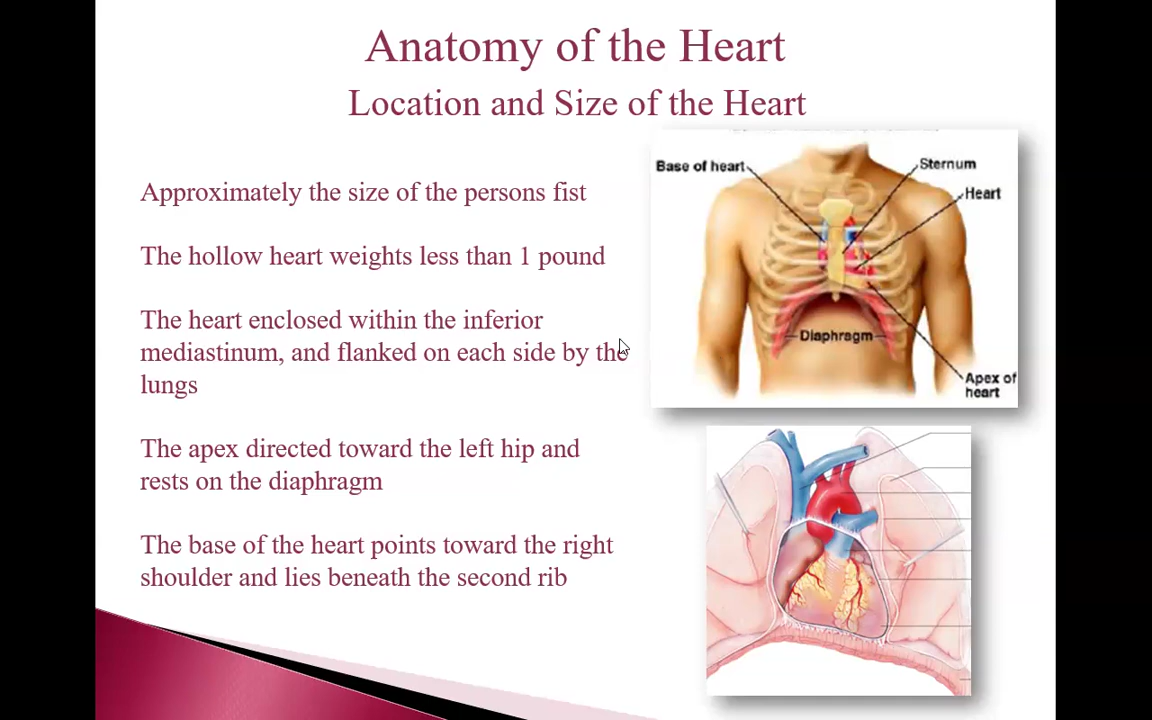 Anatomy of the Heart
Location and Size of the Heart
Approximately the size of the persons fist
The hollow heart weights less than 1 pound
The heart enclosed within the inferior
mediastinum, and flanked on each side by the
lungs
The apex directed toward the left hip and
rests on the diaphragm
The base of the heart points toward the right
shoulder and lies beneath the second rib
Base of heart
Sternum
Heart
Diaphragm
Apex of
heart